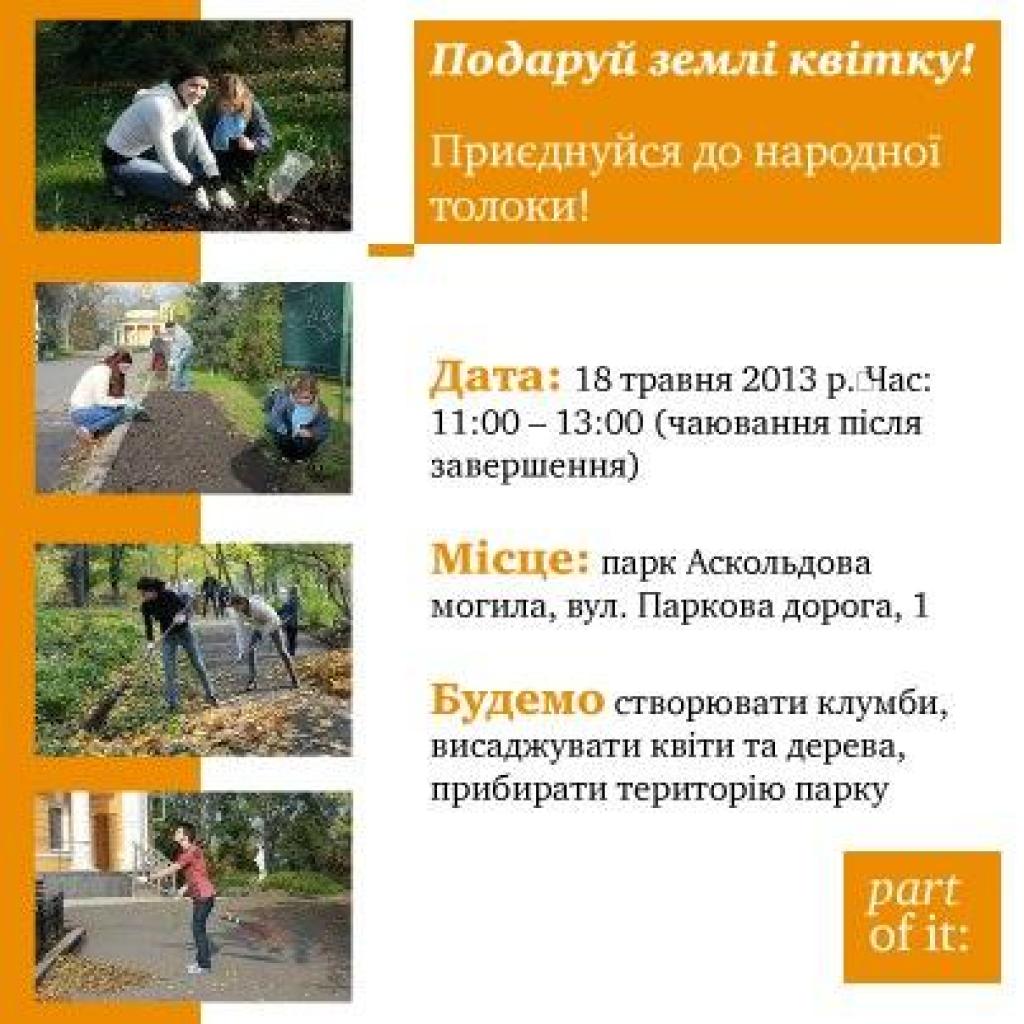 Подаруй землі квітку!
Приєднуйся до народної
толоки!
Дата: 18 травня 2013 р.□Час:
11:00 – 13:00 (чаювання після
завершення)
Місце: парк Аскольдова
могила, вул. Паркова дорога, 1
Будемо створювати клумби,
висаджувати квіти та дерева,
прибирати територію парку
part
of it: